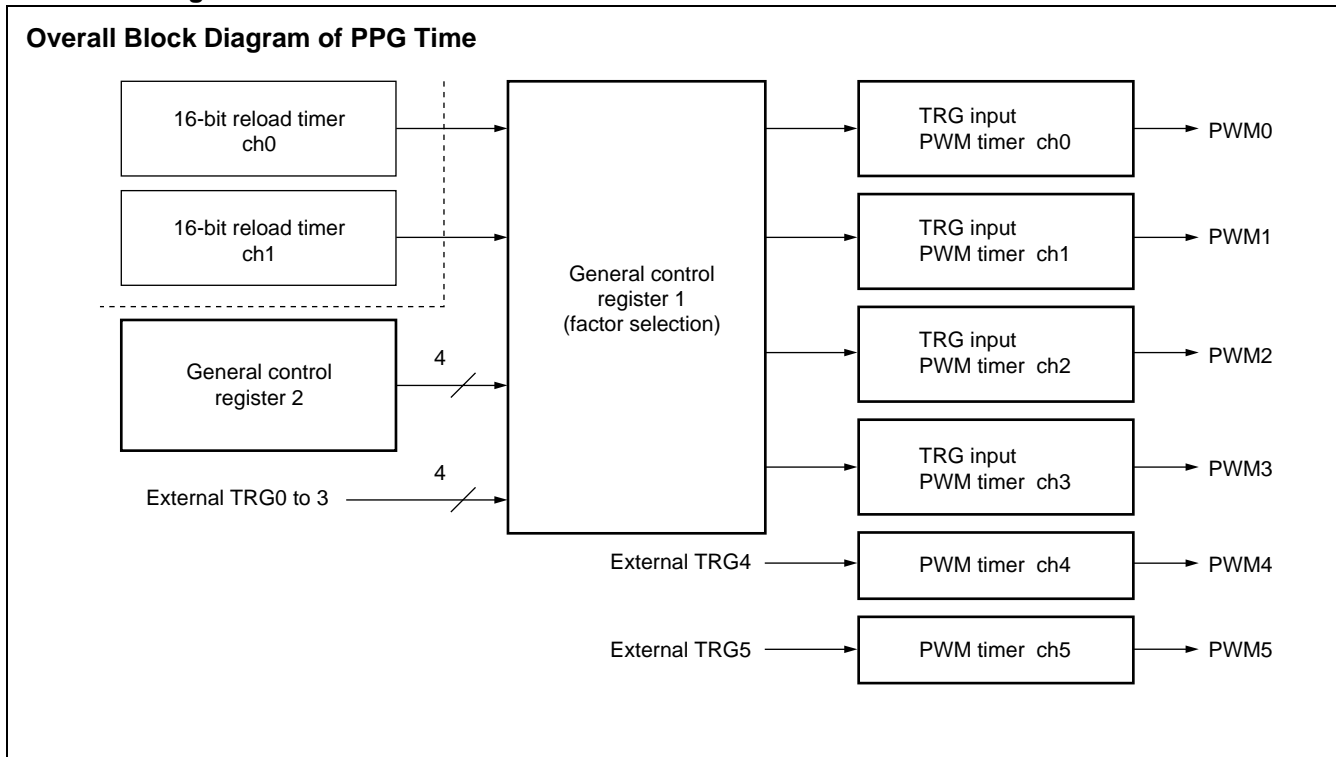 Overall Block Diagram of PPG Time
16-bit reload timer
ch0
16-bit reload timer
ch1
General control
register 2
4
External TRG0 to 3
4
General control
register 1
(factor selection)
TRG input
PWM timer ch0
PWM0
TRG input
PWM timer ch1
PWM1
TRG input
PWM timer ch2
PWM2
TRG input
PWM timer ch3
PWM3
External TRG4
PWM timer ch4
PWM4
External TRG5
PWM timer ch5
PWM5